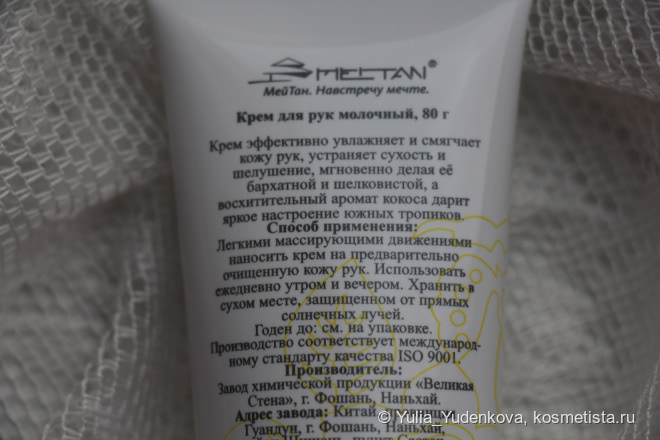 MEITAN®
МейТан. Навстречу мечте.
Крем для рук молочный, 80 г
Крем эффективно увлажняет и смягчает
кожу рук, устраняет сухость и
шелушение, мгновенно делая её
бархатной и шелковистой, а
восхитительный аромат кокоса дарит
яркое настроение южных тропиков.
Способ применения:
Легкими массирующими движениями
наносить крем на предварительно
очищенную кожу рук. Использовать
ежедневно утром и вечером. Хранить в
сухом месте, защищенном от прямых
солнечных лучей.
Годен до: см. на упаковке.
Производство соответствует международ-
ному стандарту качества ISO 9001.
Производитель:
Завод химической продукции «Великая
Стена», г. Фошань, Наньхай.
Адрес завода: Китай,
Гуандун, г. Фошань, Наньхай,
© Yulia_Yudenkova, kosmetista.ru